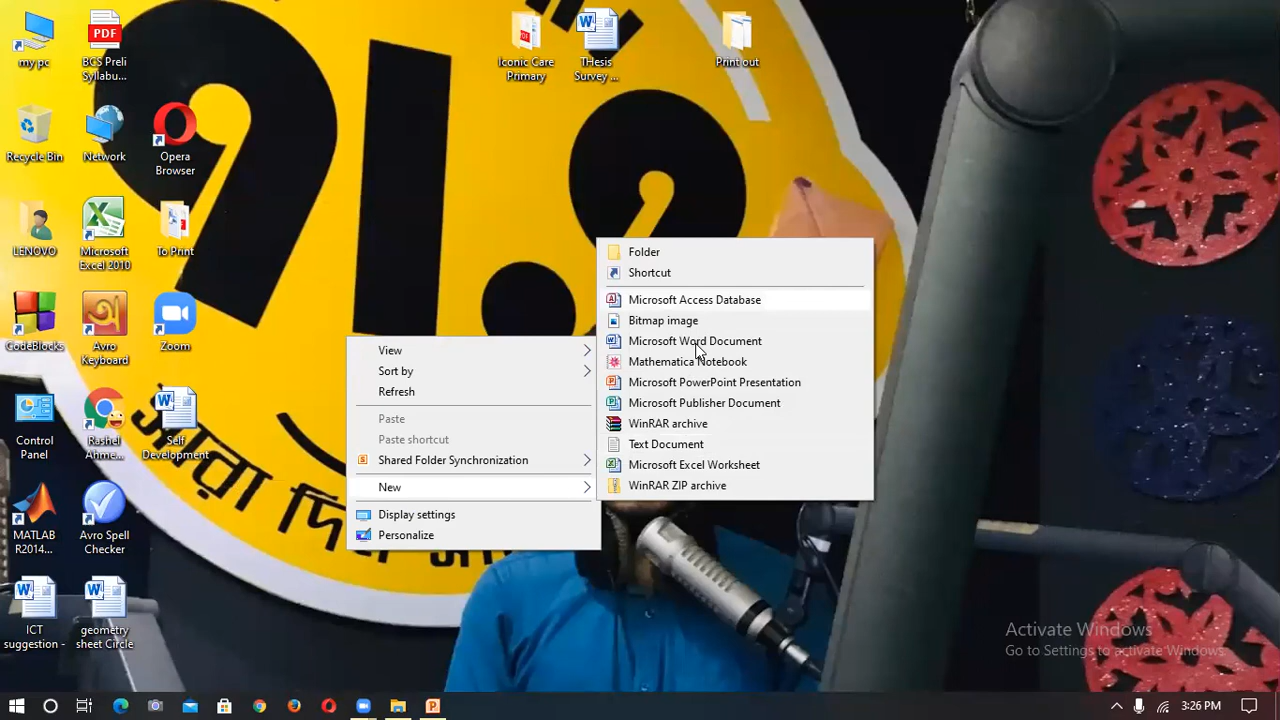 my pc
BCS Preli
Syllabu...
Iconic Care
Primary
THesis
Survey ...
Print out
Recycle Bin
Network
Opera
Browser
৭১.২
LENOVO
Microsoft
Excel 2010
To Print
CodeBlocks
Avro
Keyboard
Zoom
Control
Panel
Rashel
Ahme...
Self
Development
MATLAB
R2014...
Avro Spell
Checker
ICT
suggestion -
geometry
sheet Circle
View
Sort by
Refresh
Paste
Paste shortcut
Shared Folder Synchronization
New
Display settings
Personalize
Folder
Shortcut
Microsoft Access Database
Bitmap image
Microsoft Word Document
Mathematica Notebook
Microsoft PowerPoint Presentation
Microsoft Publisher Document
WinRAR archive
Text Document
Microsoft Excel Worksheet
WinRAR ZIP archive
সারা দিন
Activate Windows
Go to Settings to activate Windows.
3:26 PM